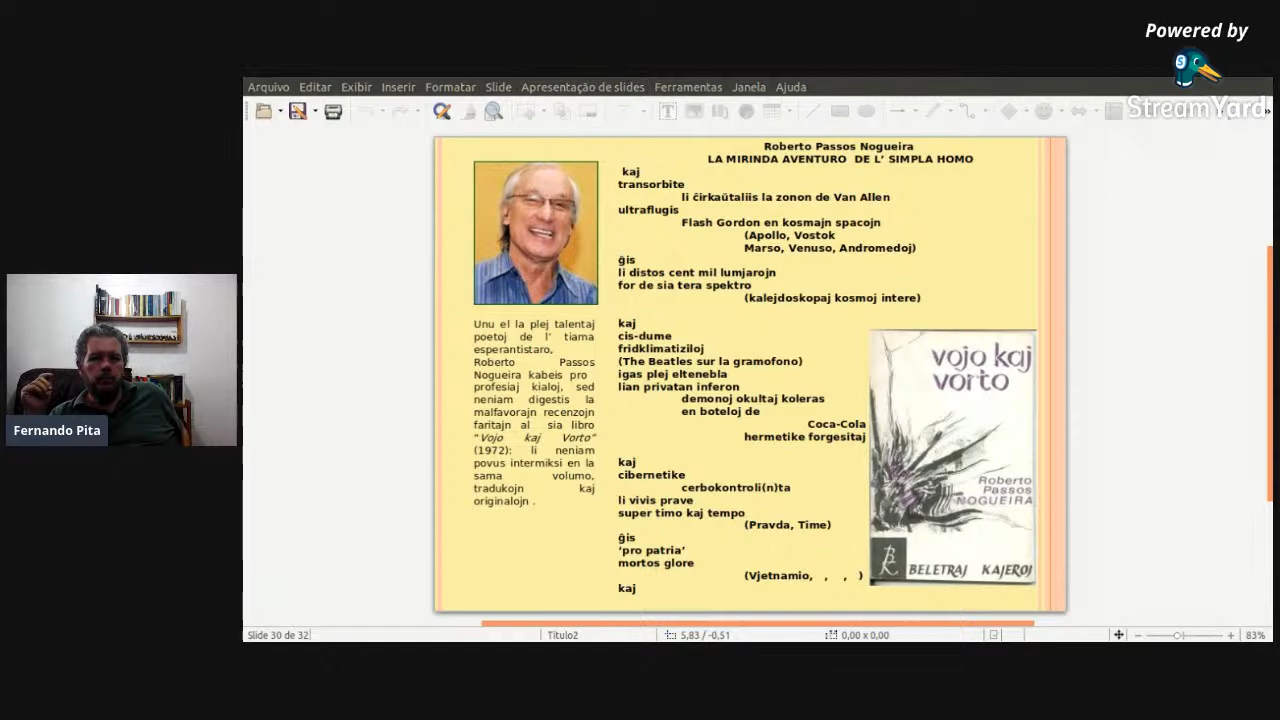 Powered by
StreamYard
Arquivo Editar Exibir Inserir Formatar Slide Apresentação de slides Ferramentas Janela Ajuda
Roberto Passos Nogueira
LA MIRINDA AVENTURO DE L’ SIMPLA HOMO
kaj
transorbite
li ĉirkaŭtaliis la zonon de Van Allen
ultraflugis
Flash Gordon en kosmajn spacojn
(Apollo, Vostok
Marso, Venuso, Andromedoj)
ĝis
li distos cent mil lumjarojn
for de sia tera spektro
(kalejdoskopaj kosmoj intere)
kaj
cis-dume
fridklimatiziloj
(The Beatles sur la gramofono)
igas plej eltenebla
lian privatan inferon
demonoj okultaj koleras
en boteloj de
Coca-Cola
hermetike forgesitaj
kaj
cibernetike
cerbokontroli(n)ta
li vivis prave
super timo kaj tempo
(Pravda, Time)
ĝis
‘pro patria’
mortos glore
(Vjetnamio, , , )
kaj
Unu el la plej talentaj
poetoj de l’ tiama
esperantistaro,
Roberto Passos
Nogueira kabeis pro
profesiaj kialoj, sed
neniam digestis la
malfavorajn recenzojn
faritajn al sia libro
“Vojo kaj Vorto”
(1972): li neniam
povus intermiksi en la
sama volumo,
tradukojn kaj
originalojn .
vojo kaj
vorto
Roberto
Passos
NOGUEIRA
BK
BELETRAJ KAJEROJ
Fernando Pita
Slide 30 de 32
Título2
5,83 / -0,51
0,00 x 0,00
83%